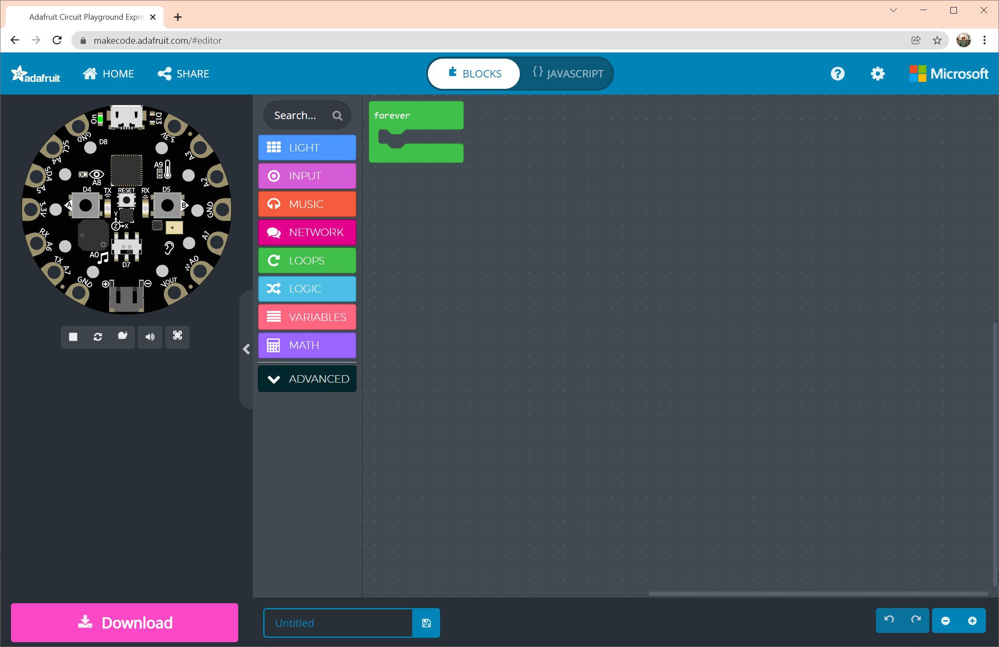 Adafruit Circuit Playground Expre
makecode.adafruit.com/#editor
adafruit
HOME
SHARE
BLOCKS
{} JAVASCRIPT
Microsoft
On
D13
GND
3.3V
SCL
A4
D8
A3
SDA
A5
A8
A9
A2
D4
TX
RESET
RX
D5
3.3V
A
B
GND
Y
Z
X
RX
A6
A1
A0
D7
TX
A7
A0
GND
VOUT
Search...
LIGHT
INPUT
MUSIC
NETWORK
LOOPS
LOGIC
VARIABLES
MATH
ADVANCED
forever
Download
Untitled